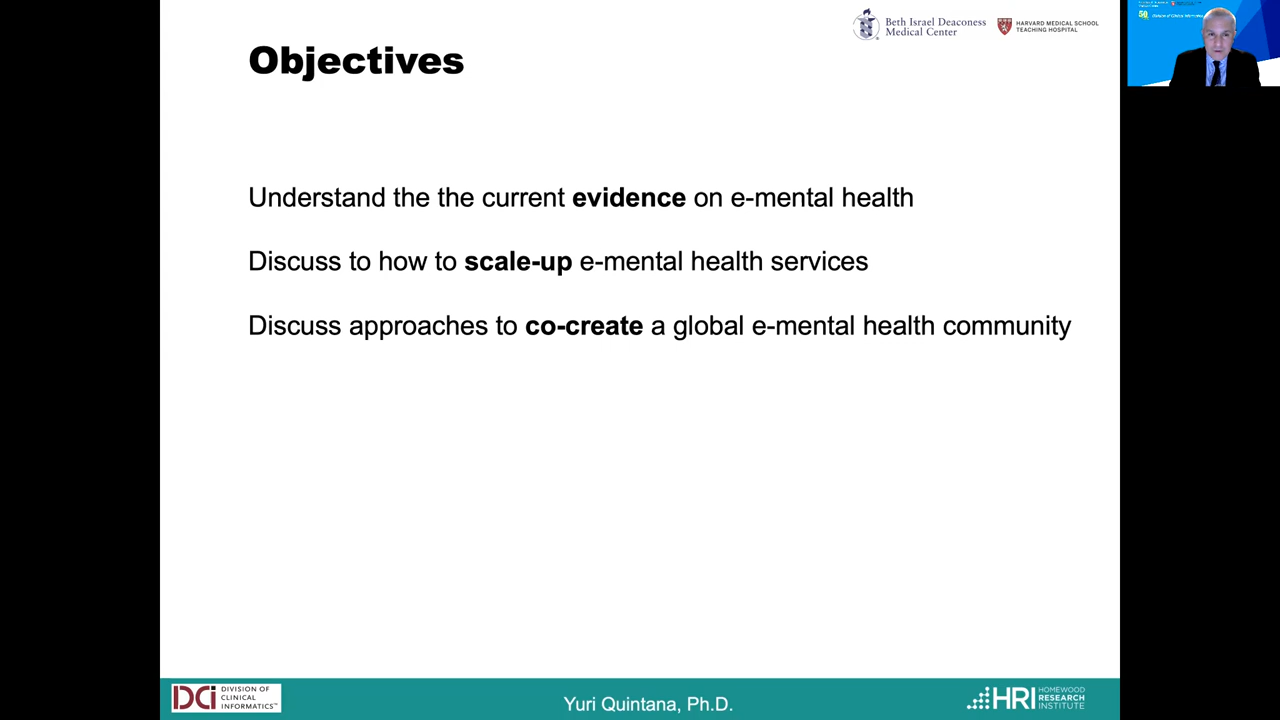 Objectives
Beth Israel Deaconess
Medical Center
HARVARD MEDICAL SCHOOL
TEACHING HOSPITAL
Understand the the current evidence on e-mental health
Discuss to how to scale-up e-mental health services
Discuss approaches to co-create a global e-mental health community
DCi
DIVISION OF
CLINICAL
INFORMATICS™
Yuri Quintana, Ph.D.
HRI
HOMEWOOD
RESEARCH
INSTITUTE
50